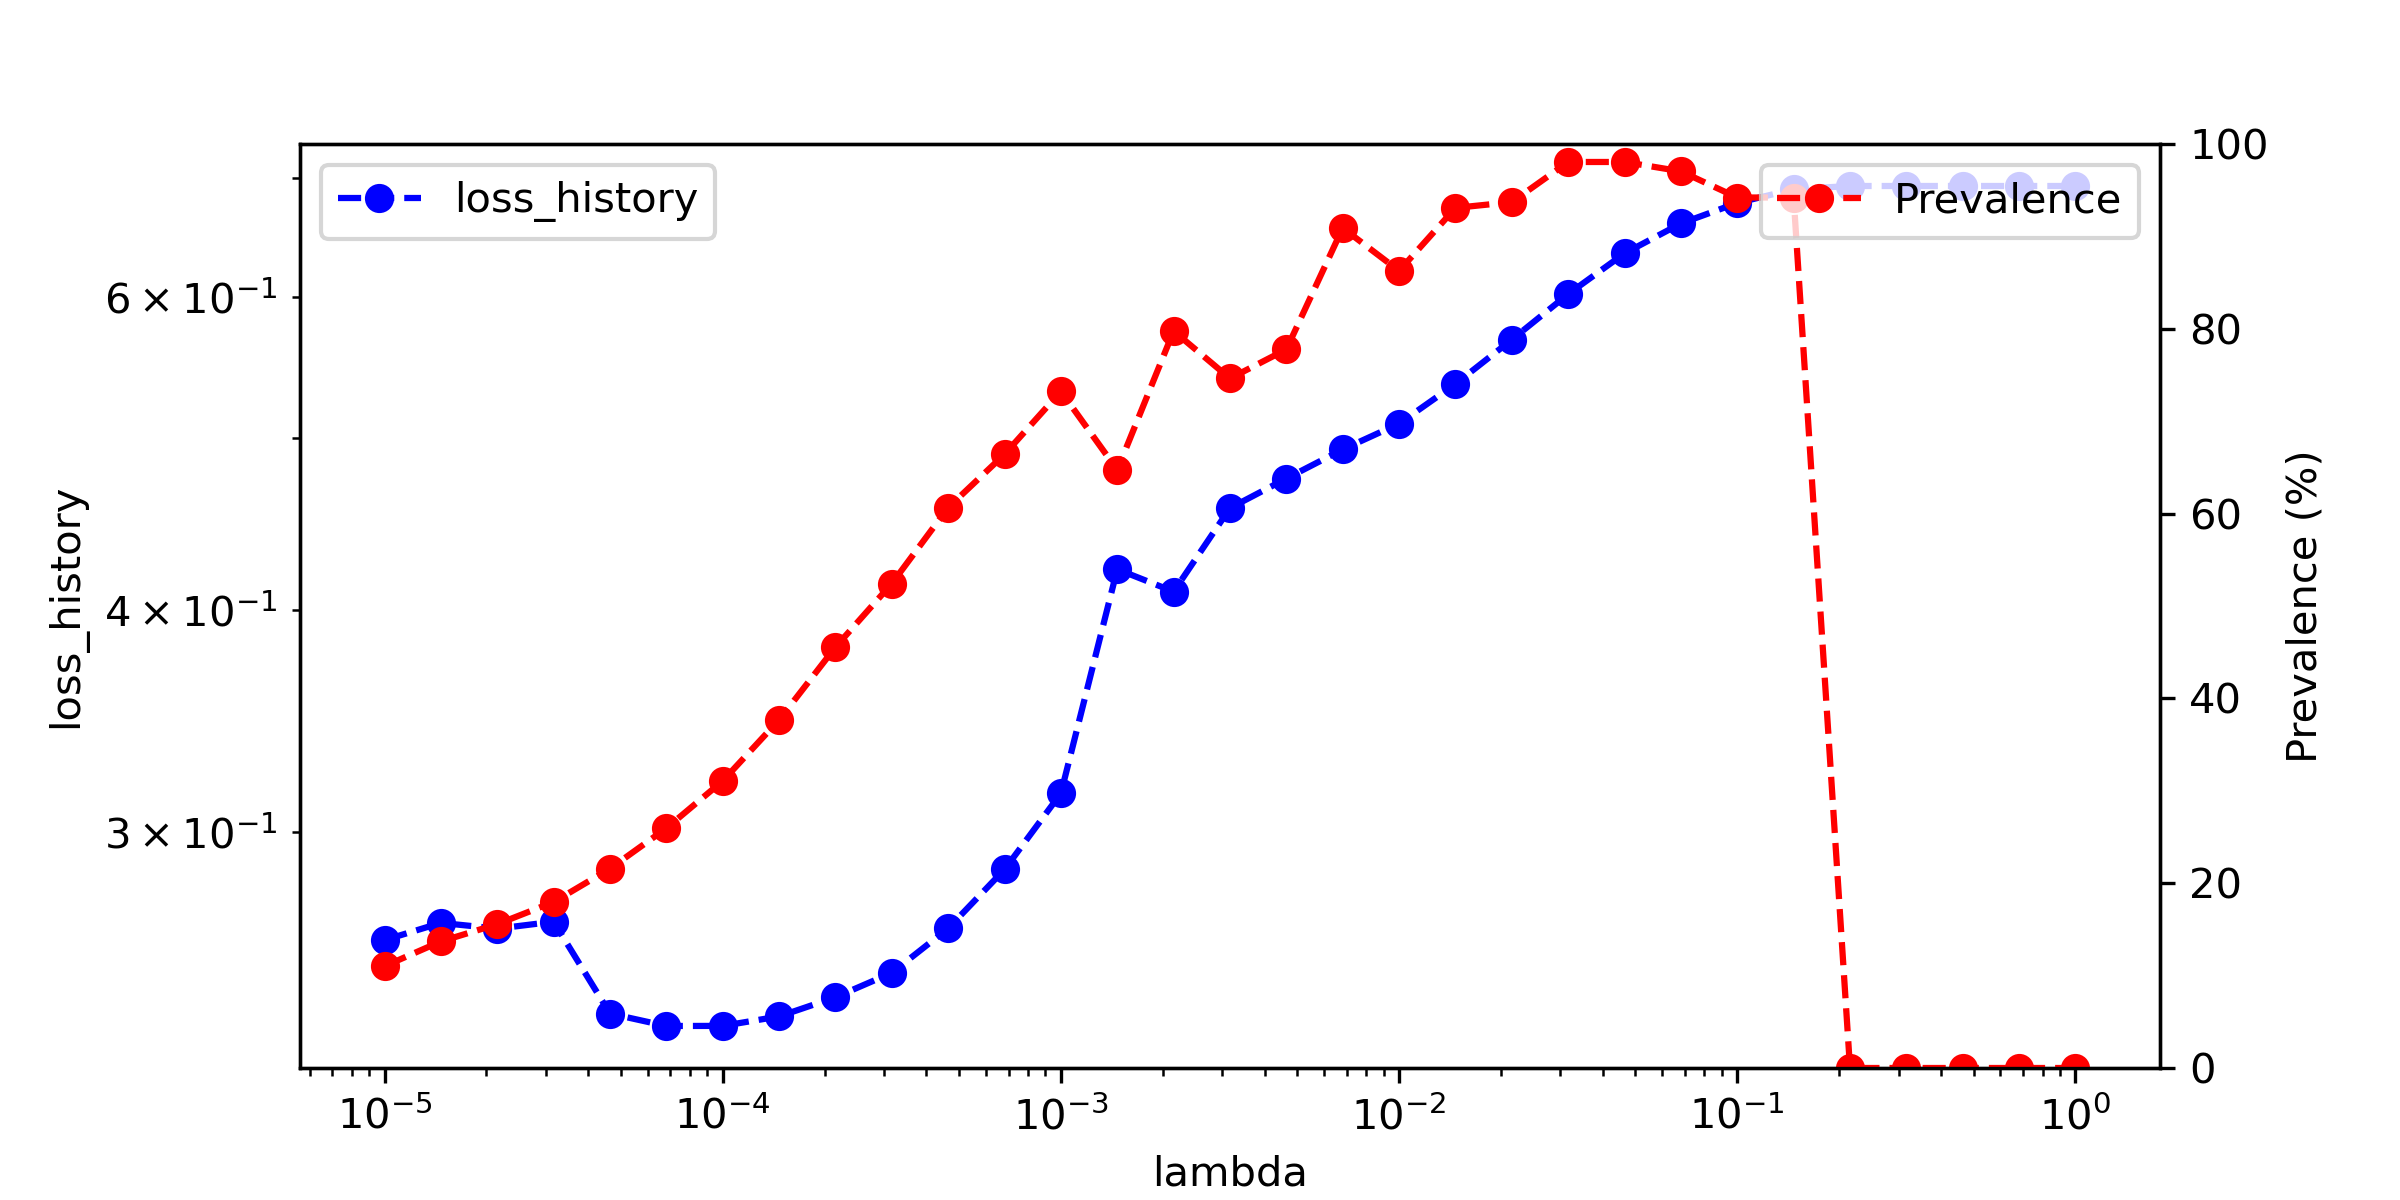 loss_history
Prevalence
loss_history
6 × 10⁻¹
4 × 10⁻¹
3 × 10⁻¹
100
80
60
40
20
0
Prevalence (%)
10⁻⁵ 10⁻⁴ 10⁻³ 10⁻² 10⁻¹ 10⁰
lambda